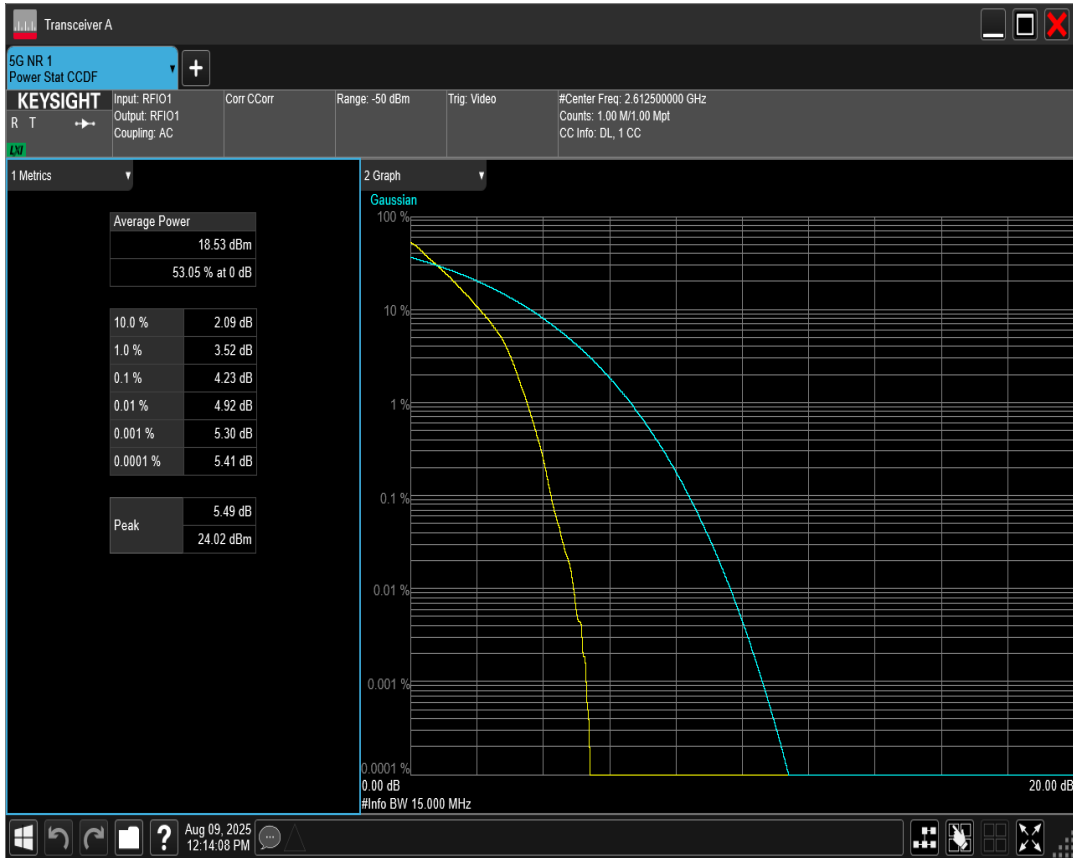 Transceiver A
5G NR 1
Power Stat CCDF
KEYSIGHT
R T
LXI
Input: RFIO1
Output: RFIO1
Coupling: AC
Corr CCorr
Range: -50 dBm
Trig: Video
#Center Freq: 2.612500000 GHz
Counts: 1.00 M/1.00 Mpt
CC Info: DL, 1 CC
1 Metrics
Average Power
18.53 dBm
53.05 % at 0 dB
10.0 % 2.09 dB
1.0 % 3.52 dB
0.1 % 4.23 dB
0.01 % 4.92 dB
0.001 % 5.30 dB
0.0001 % 5.41 dB
Peak 5.49 dB
24.02 dBm
2 Graph
Gaussian
100 %
10 %
1 %
0.1 %
0.01 %
0.001 %
0.0001 %
0.00 dB 20.00 dB
#Info BW 15.000 MHz
Aug 09, 2025
12:14:08 PM